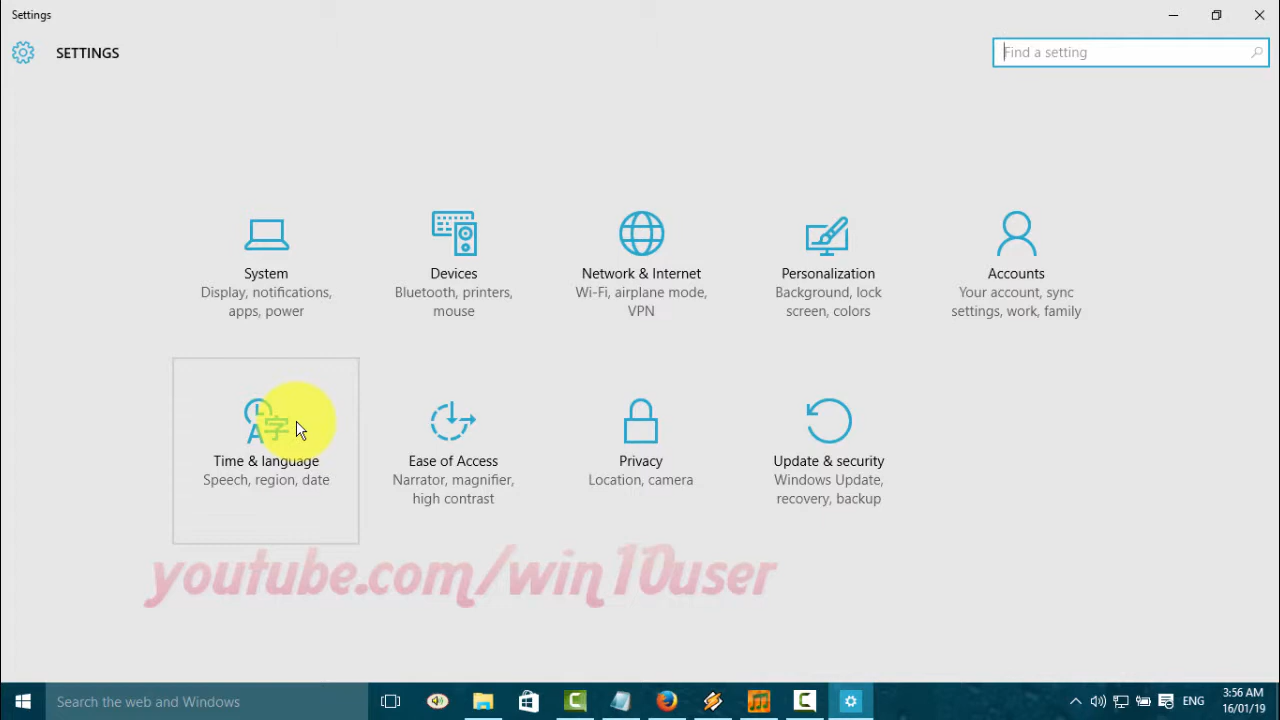 Settings
SETTINGS
Find a setting
System
Display, notifications,
apps, power
Devices
Bluetooth, printers,
mouse
Network & Internet
Wi-Fi, airplane mode,
VPN
Personalization
Background, lock
screen, colors
Accounts
Your account, sync
settings, work, family
Time & language
Speech, region, date
Ease of Access
Narrator, magnifier,
high contrast
Privacy
Location, camera
Update & security
Windows Update,
recovery, backup
youtube.com/win10user
Search the web and Windows
ENG
3:56 AM
16/01/19